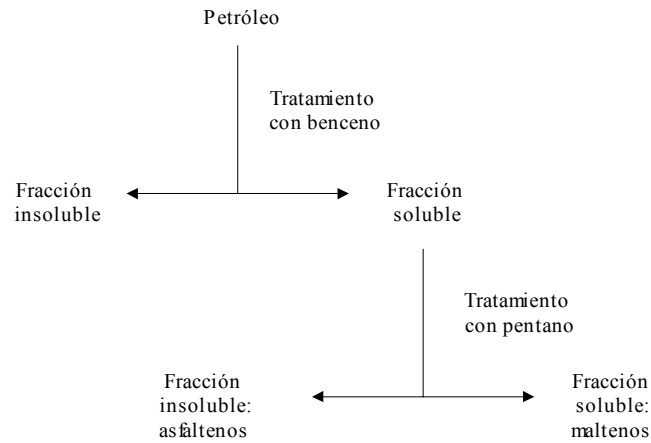 Petróleo
Tratamiento
con benceno
Fracción
insoluble
Fracción
soluble
Tratamiento
con pentano
Fracción
insoluble:
asfaltenos
Fracción
soluble:
maltenos